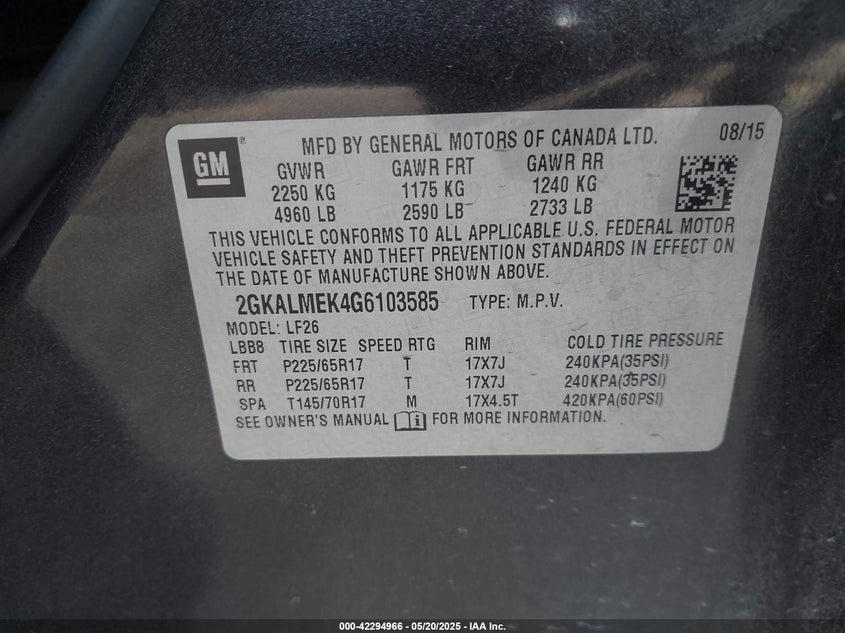 GM
MFD BY GENERAL MOTORS OF CANADA LTD. 08/15
GVWR GAWR FRT GAWR RR
2250 KG 1175 KG 1240 KG
4960 LB 2590 LB 2733 LB
THIS VEHICLE CONFORMS TO ALL APPLICABLE U.S. FEDERAL MOTOR
VEHICLE SAFETY AND THEFT PREVENTION STANDARDS IN EFFECT ON
THE DATE OF MANUFACTURE SHOWN ABOVE.
2GKALMEK4G6103585 TYPE: M.P.V.
MODEL: LF26
LBB8 TIRE SIZE SPEED RTG RIM COLD TIRE PRESSURE
FRT P225/65R17 T 17X7J 240KPA(35PSI)
RR P225/65R17 T 17X7J 240KPA(35PSI)
SPA T145/70R17 M 17X4.5T 420KPA(60PSI)
SEE OWNER'S MANUAL FOR MORE INFORMATION.
000-42294966 - 05/20/2025 - IAA Inc.